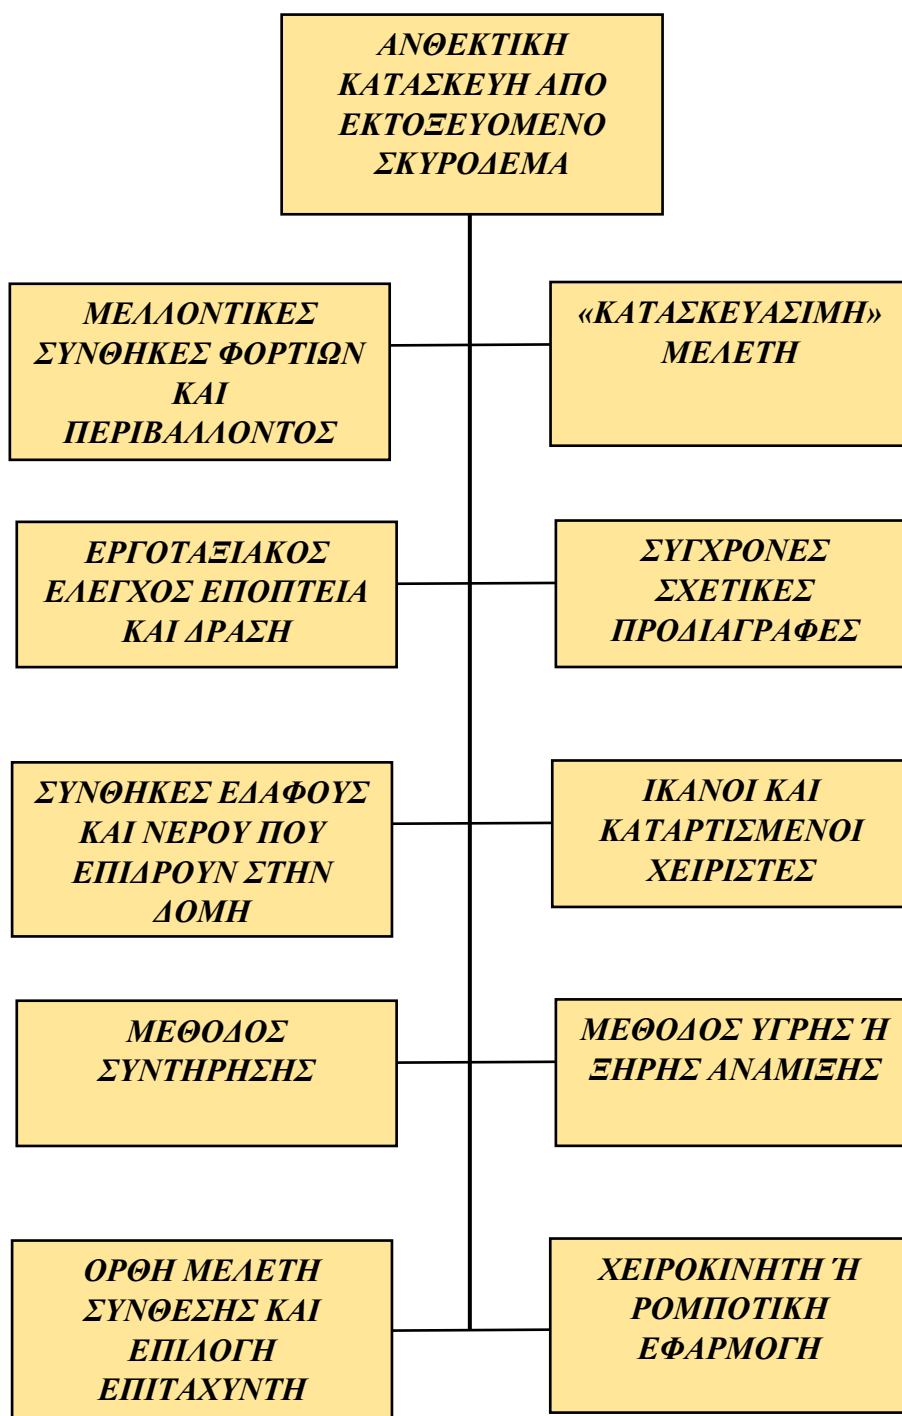 ΑΝΘΕΚΤΙΚΗ
ΚΑΤΑΣΚΕΥΗ ΑΠΟ
ΕΚΤΟΞΕΥΟΜΕΝΟ
ΣΚΥΡΟΔΕΜΑ
ΜΕΛΛΟΝΤΙΚΕΣ
ΣΥΝΘΗΚΕΣ ΦΟΡΤΙΩΝ
ΚΑΙ
ΠΕΡΙΒΑΛΛΟΝΤΟΣ
«ΚΑΤΑΣΚΕΥΑΣΙΜΗ»
ΜΕΛΕΤΗ
ΕΡΓΟΤΑΞΙΑΚΟΣ
ΕΛΕΓΧΟΣ ΕΠΟΠΤΕΙΑ
ΚΑΙ ΔΡΑΣΗ
ΣΥΓΧΡΟΝΕΣ
ΣΧΕΤΙΚΕΣ
ΠΡΟΔΙΑΓΡΑΦΕΣ
ΣΥΝΘΗΚΕΣ ΕΔΑΦΟΥΣ
ΚΑΙ ΝΕΡΟΥ ΠΟΥ
ΕΠΙΔΡΟΥΝ ΣΤΗΝ
ΔΟΜΗ
ΙΚΑΝΟΙ ΚΑΙ
ΚΑΤΑΡΤΙΣΜΕΝΟΙ
ΧΕΙΡΙΣΤΕΣ
ΜΕΘΟΔΟΣ
ΣΥΝΤΗΡΗΣΗΣ
ΜΕΘΟΔΟΣ ΥΓΡΗΣ Ή
ΞΗΡΗΣ ΑΝΑΜΙΞΗΣ
ΟΡΘΗ ΜΕΛΕΤΗ
ΣΥΝΘΕΣΗΣ ΚΑΙ
ΕΠΙΛΟΓΗ
ΕΠΙΤΑΧΥΝΤΗ
ΧΕΙΡΟΚΙΝΗΤΗ Ή
ΡΟΜΠΟΤΙΚΗ
ΕΦΑΡΜΟΓΗ